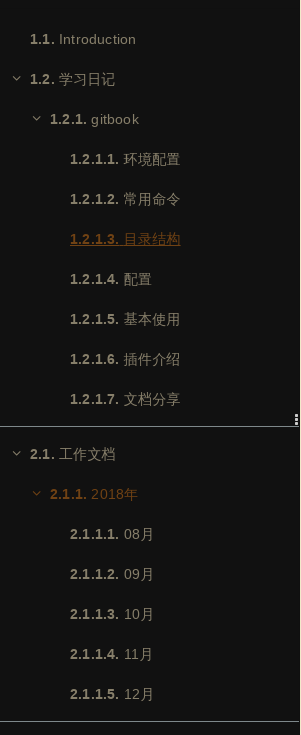 1.1. Introduction
1.2. 学习日记
1.2.1. gitbook
1.2.1.1. 环境配置
1.2.1.2. 常用命令
1.2.1.3. 目录结构
1.2.1.4. 配置
1.2.1.5. 基本使用
1.2.1.6. 插件介绍
1.2.1.7. 文档分享
2.1. 工作文档
2.1.1. 2018年
2.1.1.1. 08月
2.1.1.2. 09月
2.1.1.3. 10月
2.1.1.4. 11月
2.1.1.5. 12月